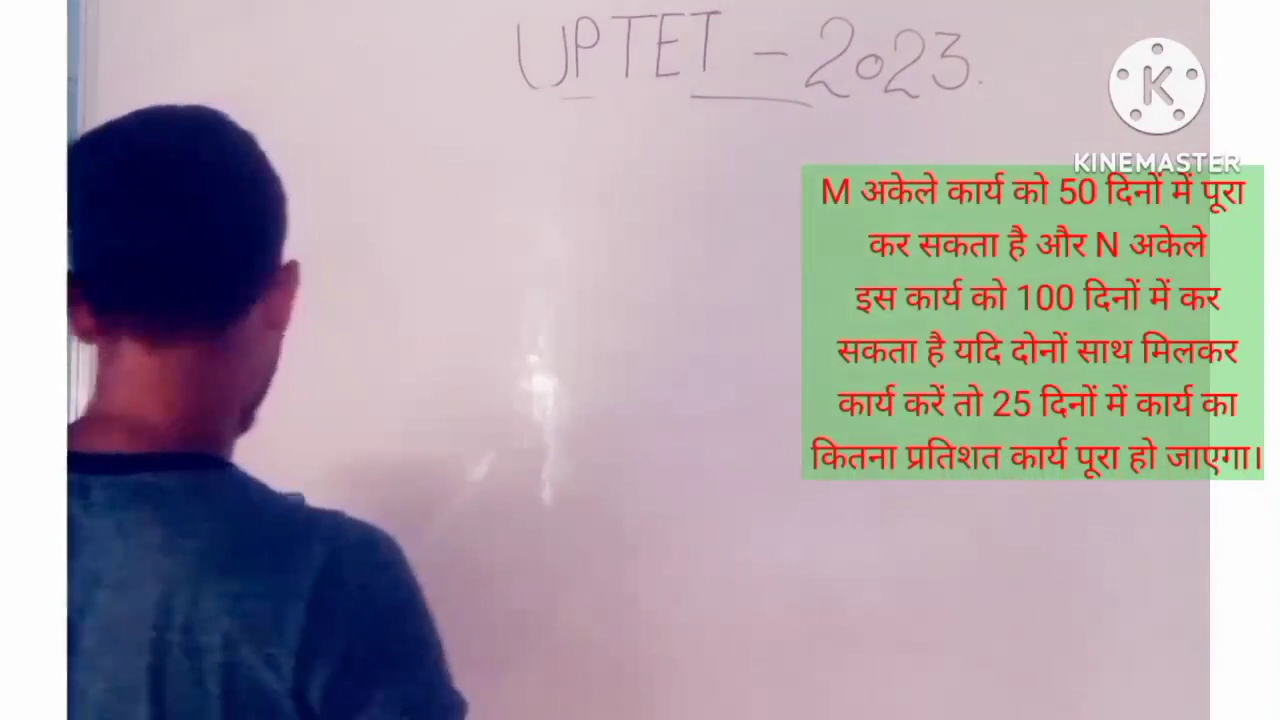 UPTET - 2023.
K
KINEMASTER
M अकेले कार्य को 50 दिनों में पूरा
कर सकता है और N अकेले
इस कार्य को 100 दिनों में कर
सकता है यदि दोनों साथ मिलकर
कार्य करें तो 25 दिनों में कार्य का
कितना प्रतिशत कार्य पूरा हो जाएगा।